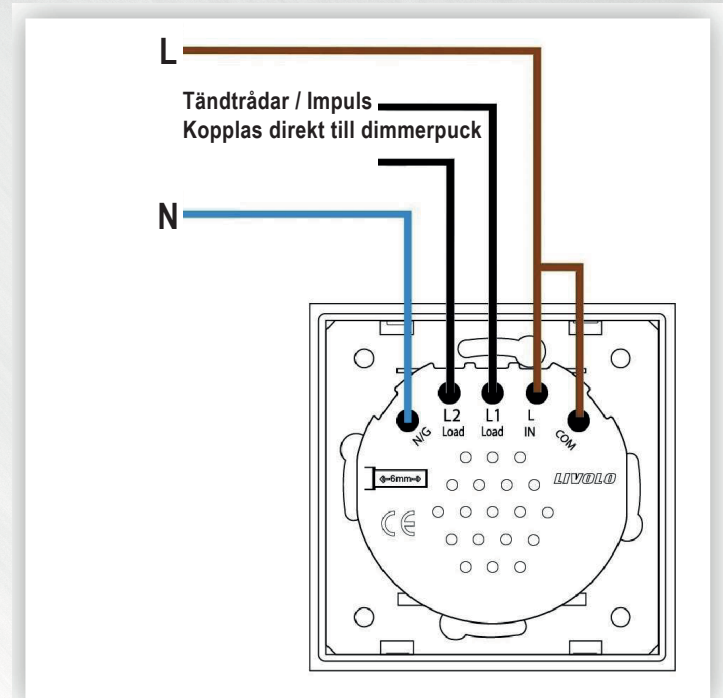 L
Tändtrådar / Impuls
Kopplas direkt till dimmerpuck
N
N/G
L2
Load
L1
Load
L
IN
COM
6mm
LIVOLO
CE